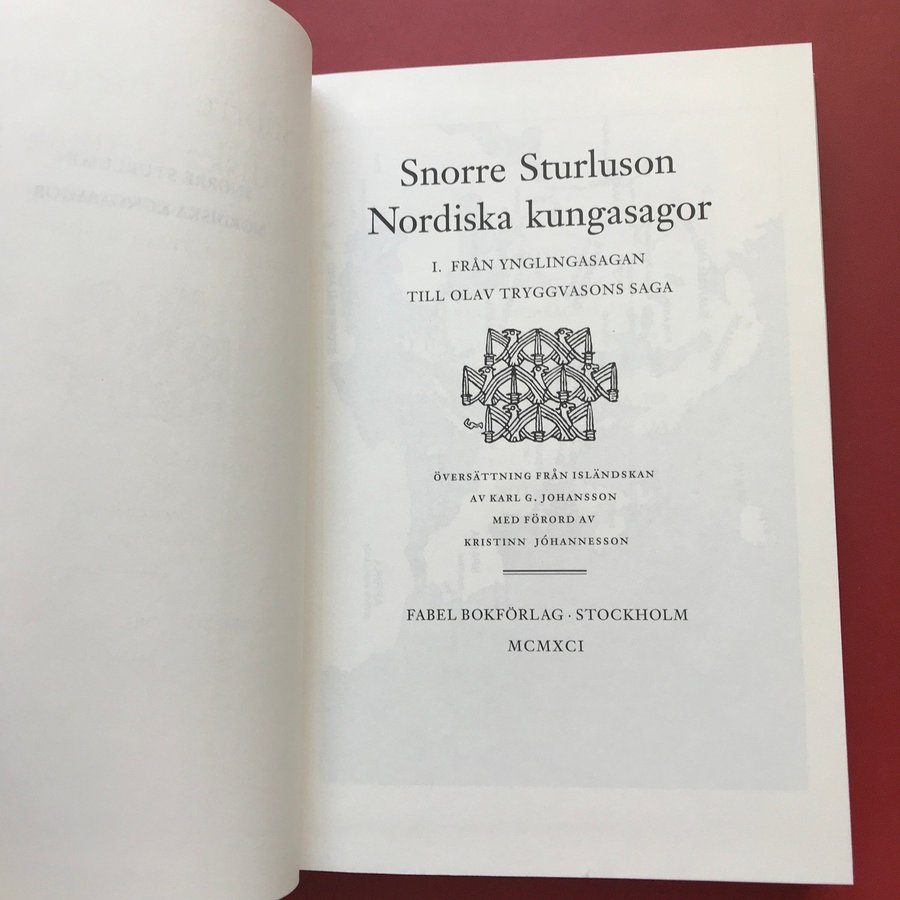 Snorre Sturluson
Nordiska kungasagor
I. FRÅN YNGLINGASAGAN
TILL OLAV TRYGGVASONS SAGA
ÖVERSÄTTNING FRÅN ISLÄNDSKAN
AV KARL G. JOHANSSON
MED FÖRORD AV
KRISTINN JÓHANNESSON
FABEL BOKFÖRLAG · STOCKHOLM
MCMXCI